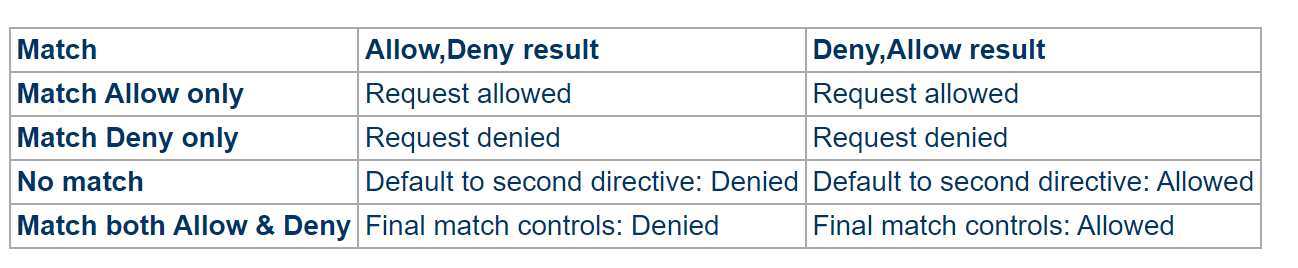 Match Allow,Deny result Deny,Allow result
Match Allow only Request allowed Request allowed
Match Deny only Request denied Request denied
No match Default to second directive: Denied Default to second directive: Allowed
Match both Allow & Deny Final match controls: Denied Final match controls: Allowed